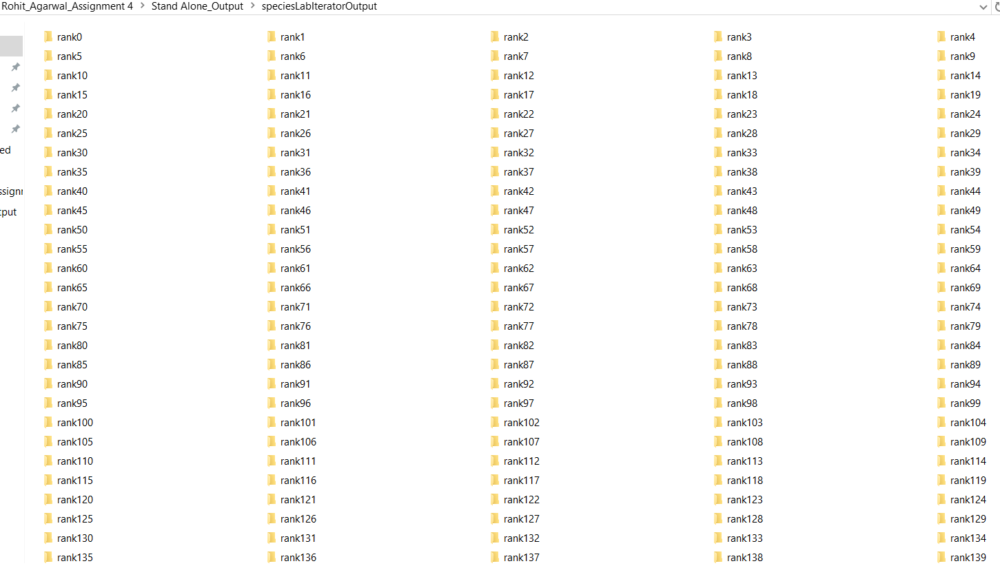 Rohit_Agarwal_Assignment 4 > Stand Alone_Output > speciesLabIteratorOutput
rank0 rank1 rank2 rank3 rank4
rank5 rank6 rank7 rank8 rank9
rank10 rank11 rank12 rank13 rank14
rank15 rank16 rank17 rank18 rank19
rank20 rank21 rank22 rank23 rank24
rank25 rank26 rank27 rank28 rank29
ed
rank30 rank31 rank32 rank33 rank34
rank35 rank36 rank37 rank38 rank39
ssignr
rank40 rank41 rank42 rank43 rank44
tput
rank45 rank46 rank47 rank48 rank49
rank50 rank51 rank52 rank53 rank54
rank55 rank56 rank57 rank58 rank59
rank60 rank61 rank62 rank63 rank64
rank65 rank66 rank67 rank68 rank69
rank70 rank71 rank72 rank73 rank74
rank75 rank76 rank77 rank78 rank79
rank80 rank81 rank82 rank83 rank84
rank85 rank86 rank87 rank88 rank89
rank90 rank91 rank92 rank93 rank94
rank95 rank96 rank97 rank98 rank99
rank100 rank101 rank102 rank103 rank104
rank105 rank106 rank107 rank108 rank109
rank110 rank111 rank112 rank113 rank114
rank115 rank116 rank117 rank118 rank119
rank120 rank121 rank122 rank123 rank124
rank125 rank126 rank127 rank128 rank129
rank130 rank131 rank132 rank133 rank134
rank135 rank136 rank137 rank138 rank139